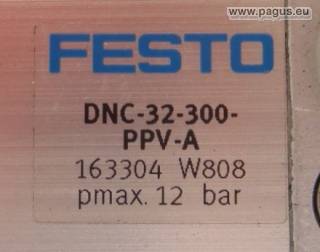 www.pagus.eu
FESTO
DNC-32-300-
PPV-A
163304 W808
pmax. 12 bar